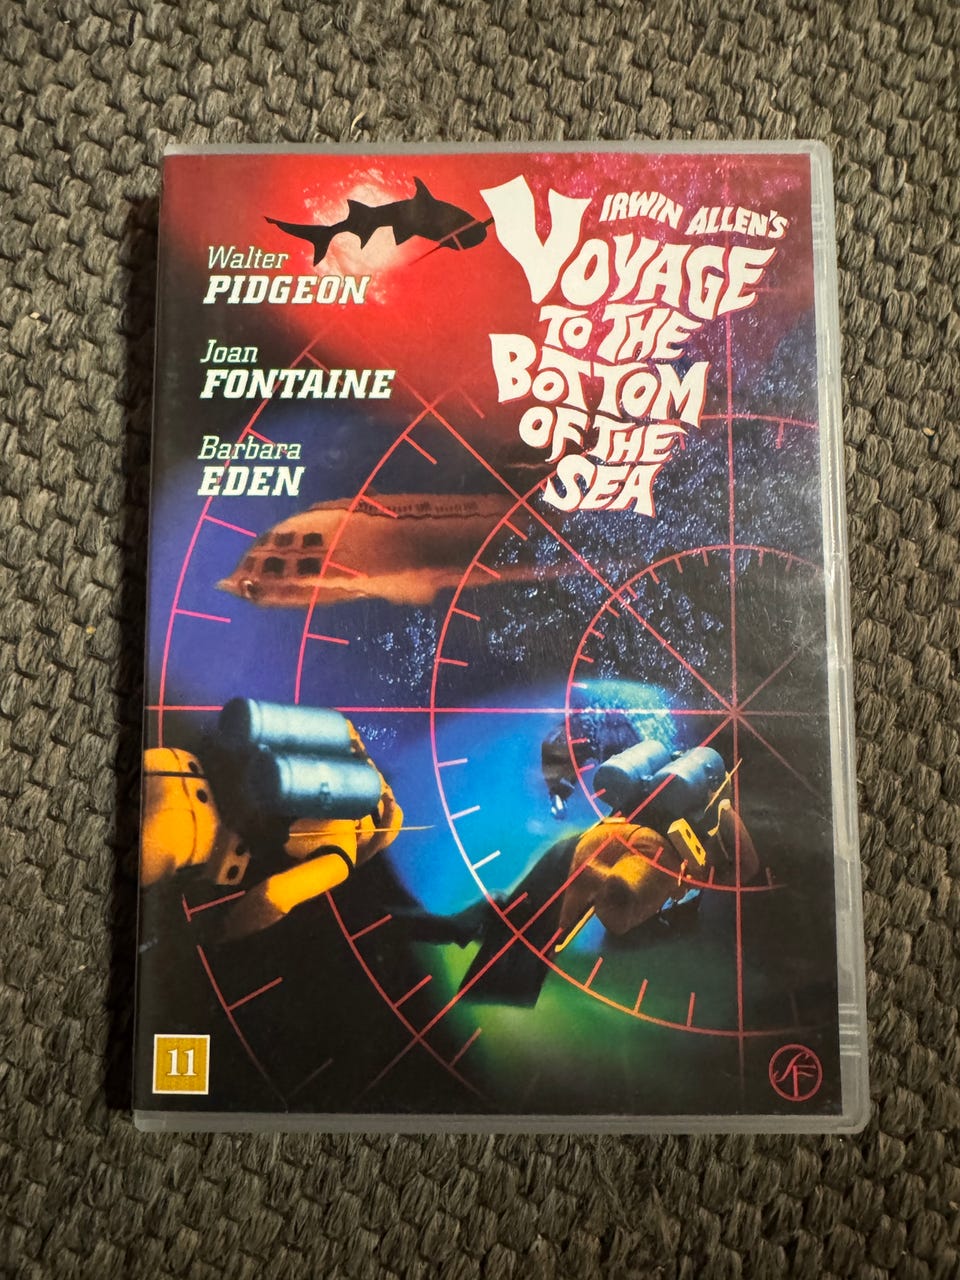 IRWIN ALLEN'S
VOYAGE
TO THE
BOTTOM
OF THE
SEA
Walter
PIDGEON
Joan
FONTAINE
Barbara
EDEN
11
SF